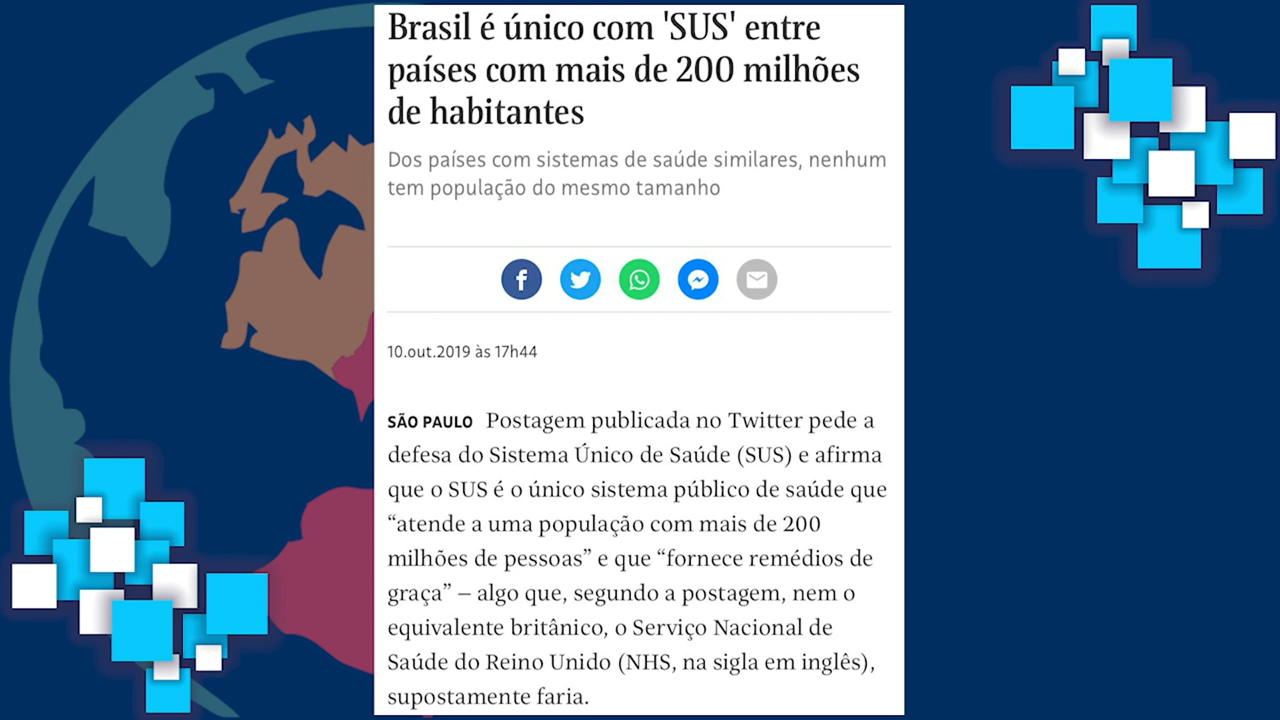 Brasil é único com 'SUS' entre
países com mais de 200 milhões
de habitantes
Dos países com sistemas de saúde similares, nenhum
tem população do mesmo tamanho
10.out.2019 às 17h44
SÃO PAULO Postagem publicada no Twitter pede a
defesa do Sistema Único de Saúde (SUS) e afirma
que o SUS é o único sistema público de saúde que
“atende a uma população com mais de 200
milhões de pessoas” e que “fornece remédios de
graça” – algo que, segundo a postagem, nem o
equivalente britânico, o Serviço Nacional de
Saúde do Reino Unido (NHS, na sigla em inglês),
supostamente faria.